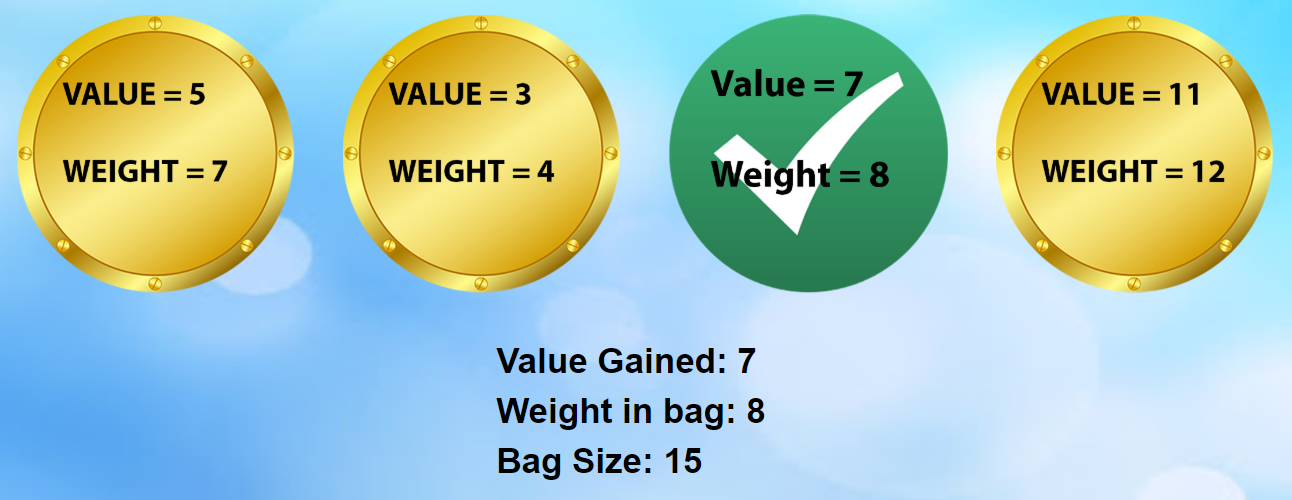 VALUE = 5
WEIGHT = 7
VALUE = 3
WEIGHT = 4
Value = 7
Weight = 8
VALUE = 11
WEIGHT = 12
Value Gained: 7
Weight in bag: 8
Bag Size: 15